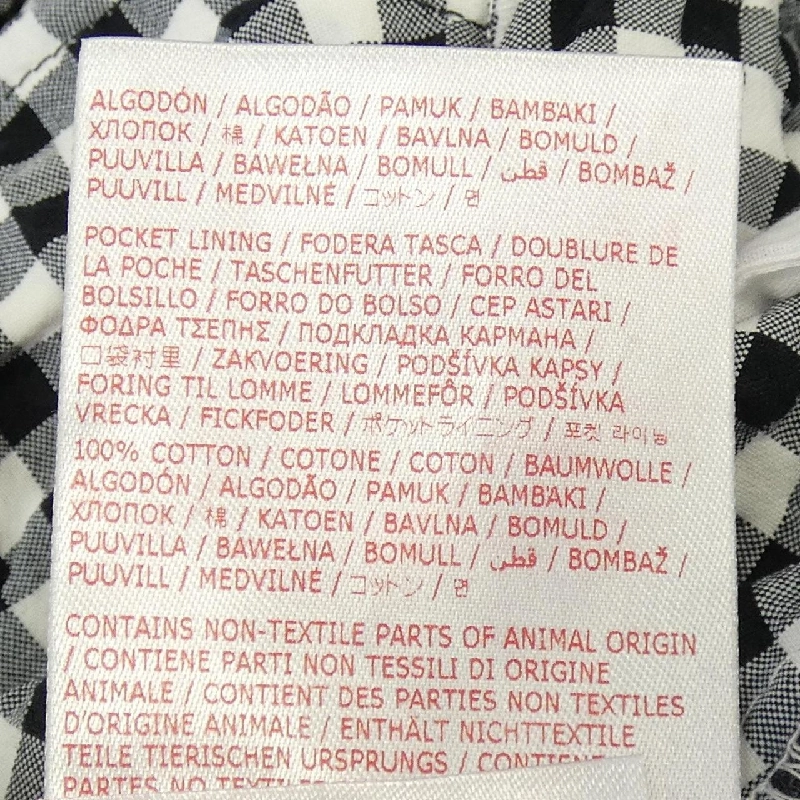 ALGODÓN / ALGODÃO / PAMUK / BAMBAKI /
ХЛОПОК / 棉 / KATOEN / BAVLNA / BOMULD /
PUUVILLA / BAWEŁNA / BOMULL / قطن / BOMBAŽ /
PUUVILL / MEDVILNĖ / コットン / 면
POCKET LINING / FODERA TASCA / DOUBLURE DE
LA POCHE / TASCHENFUTTER / FORRO DEL
BOLSILLO / FORRO DO BOLSO / CEP ASTARI /
ΦΟΔΡΑ ΤΣΕΠΗΣ / ПОДКЛАДКА КАРМАНА /
口袋衬里 / ZAKVOERING / PODŠÍVKA KAPSY /
FORING TIL LOMME / LOMMEFÔR / PODŠÍVKA
VRECKA / FICKFODER / ポケットライニング / 포켓 라이닝
100% COTTON / COTONE / COTON / BAUMWOLLE /
ALGODÓN / ALGODÃO / PAMUK / BAMBAKI /
ХЛОПОК / 棉 / KATOEN / BAVLNA / BOMULD /
PUUVILLA / BAWEŁNA / BOMULL / قطن / BOMBAŽ /
PUUVILL / MEDVILNĖ / コットン / 면
CONTAINS NON-TEXTILE PARTS OF ANIMAL ORIGIN
/ CONTIENE PARTI NON TESSILI DI ORIGINE
ANIMALE / CONTIENT DES PARTIES NON TEXTILES
D'ORIGINE ANIMALE / ENTHÄLT NICHTTEXTILE
TEILE TIERISCHEN URSPRUNGS / CONTIENE
PARTES NO